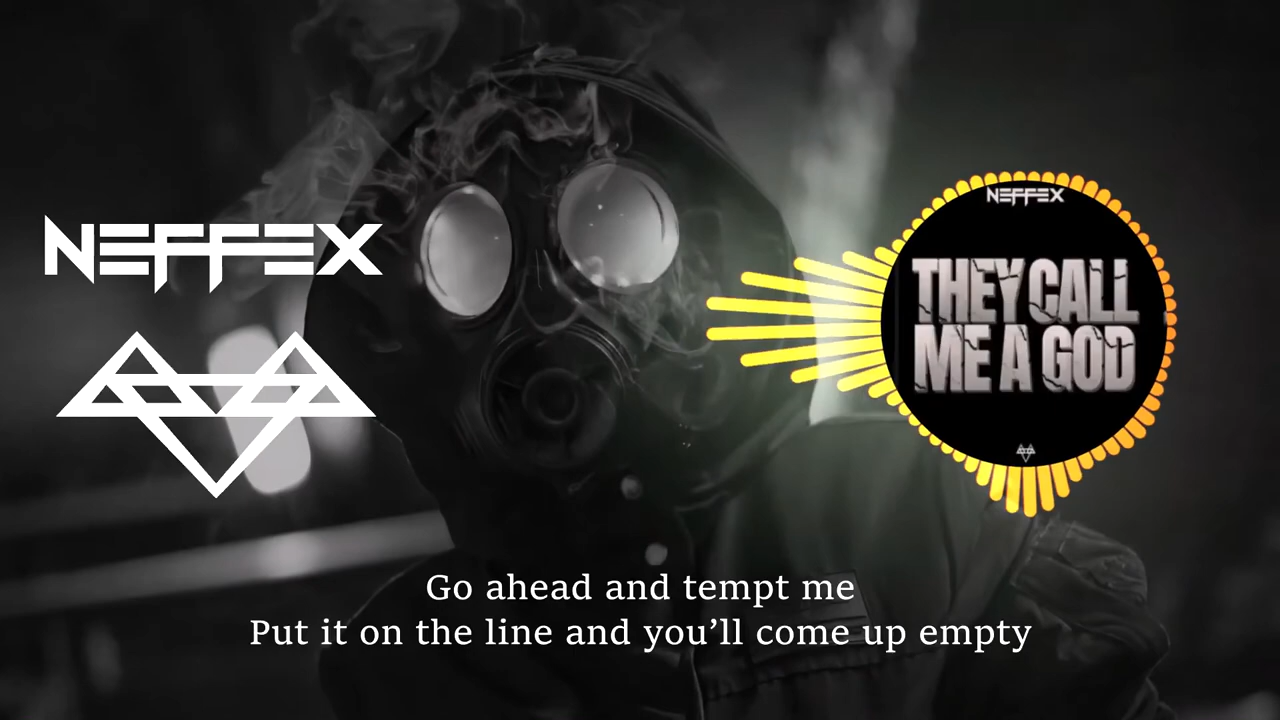 NEFFEX
NEFFEX
THEY CALL
ME A GOD
Go ahead and tempt me
Put it on the line and you’ll come up empty